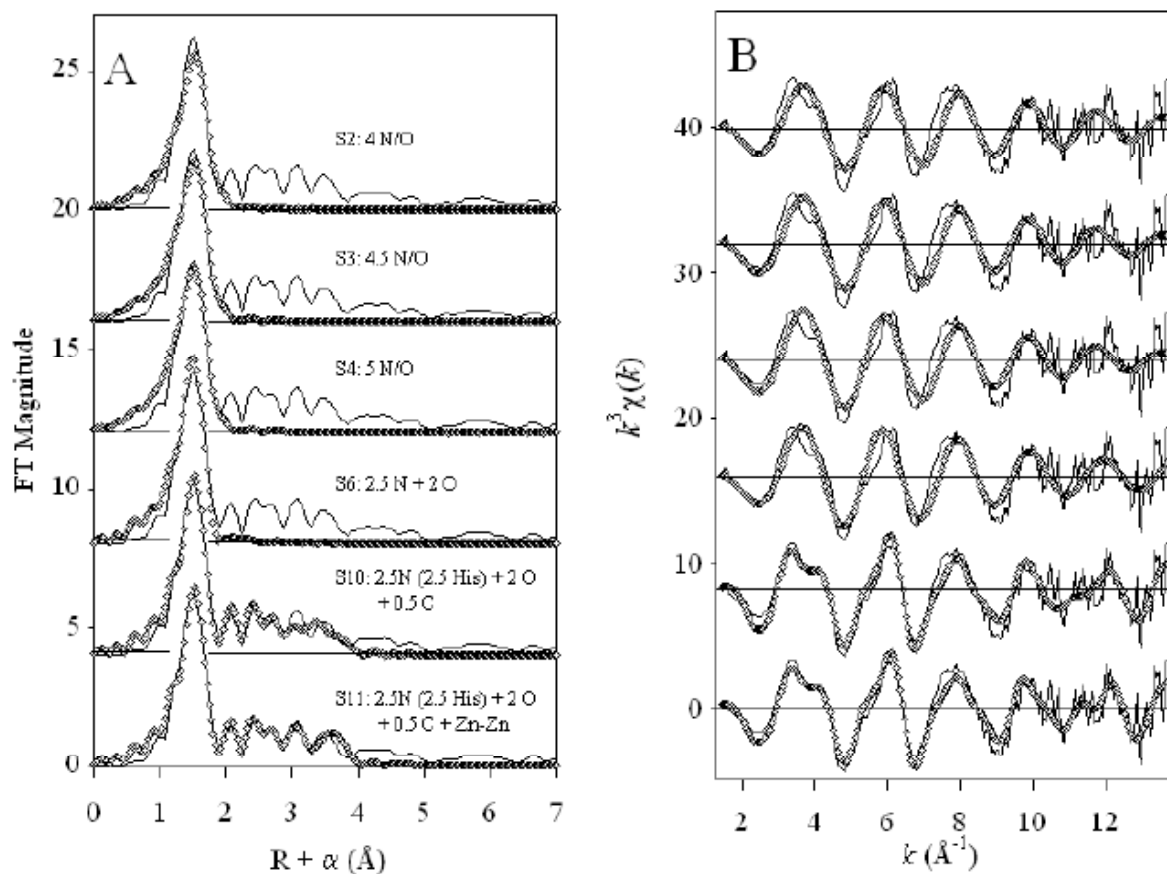 A
25
20
15
10
5
0
FT Magnitude
S2: 4 N/O
S3: 4.5 N/O
S4: 5 N/O
S6: 2.5 N + 2 O
S10: 2.5N (2.5 His) + 2 O
+ 0.5 C
S11: 2.5N (2.5 His) + 2 O
+ 0.5 C + Zn-Zn
0 1 2 3 4 5 6 7
R + α (Å)
B
40
30
20
10
0
k³χ(k)
2 4 6 8 10 12
k (Å⁻¹)